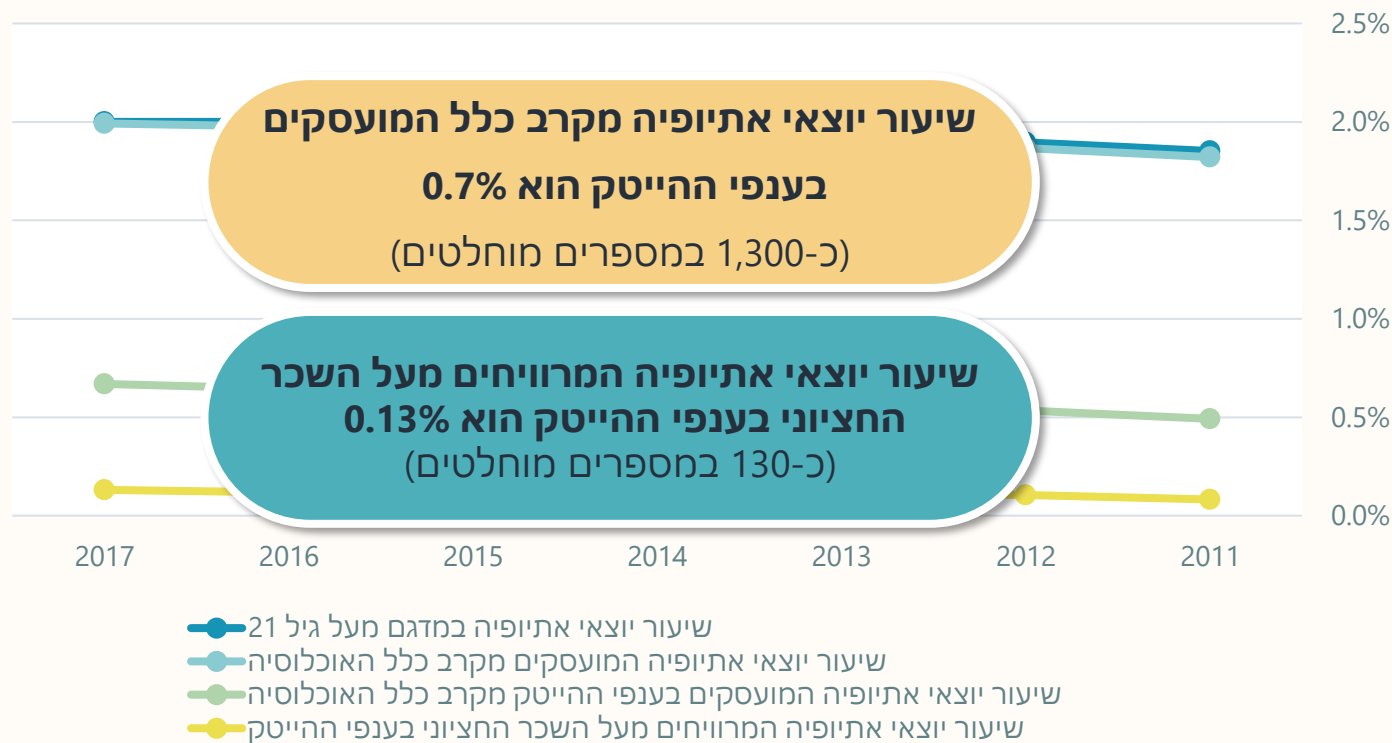 2.5%
2.0%
1.5%
1.0%
0.5%
0.0%
שיעור יוצאי אתיופיה מקרב כלל המועסקים
בענפי ההייטק הוא 0.7%
(כ-1,300 במספרים מוחלטים)
שיעור יוצאי אתיופיה המרוויחים מעל השכר
החציוני בענפי ההייטק הוא 0.13%
(כ-130 במספרים מוחלטים)
2017 2016 2015 2014 2013 2012 2011
שיעור יוצאי אתיופיה במדגם מעל גיל 21
שיעור יוצאי אתיופיה המועסקים מקרב כלל האוכלוסיה
שיעור יוצאי אתיופיה המועסקים בענפי ההייטק מקרב כלל האוכלוסיה
שיעור יוצאי אתיופיה המרוויחים מעל השכר החציוני בענפי ההייטק